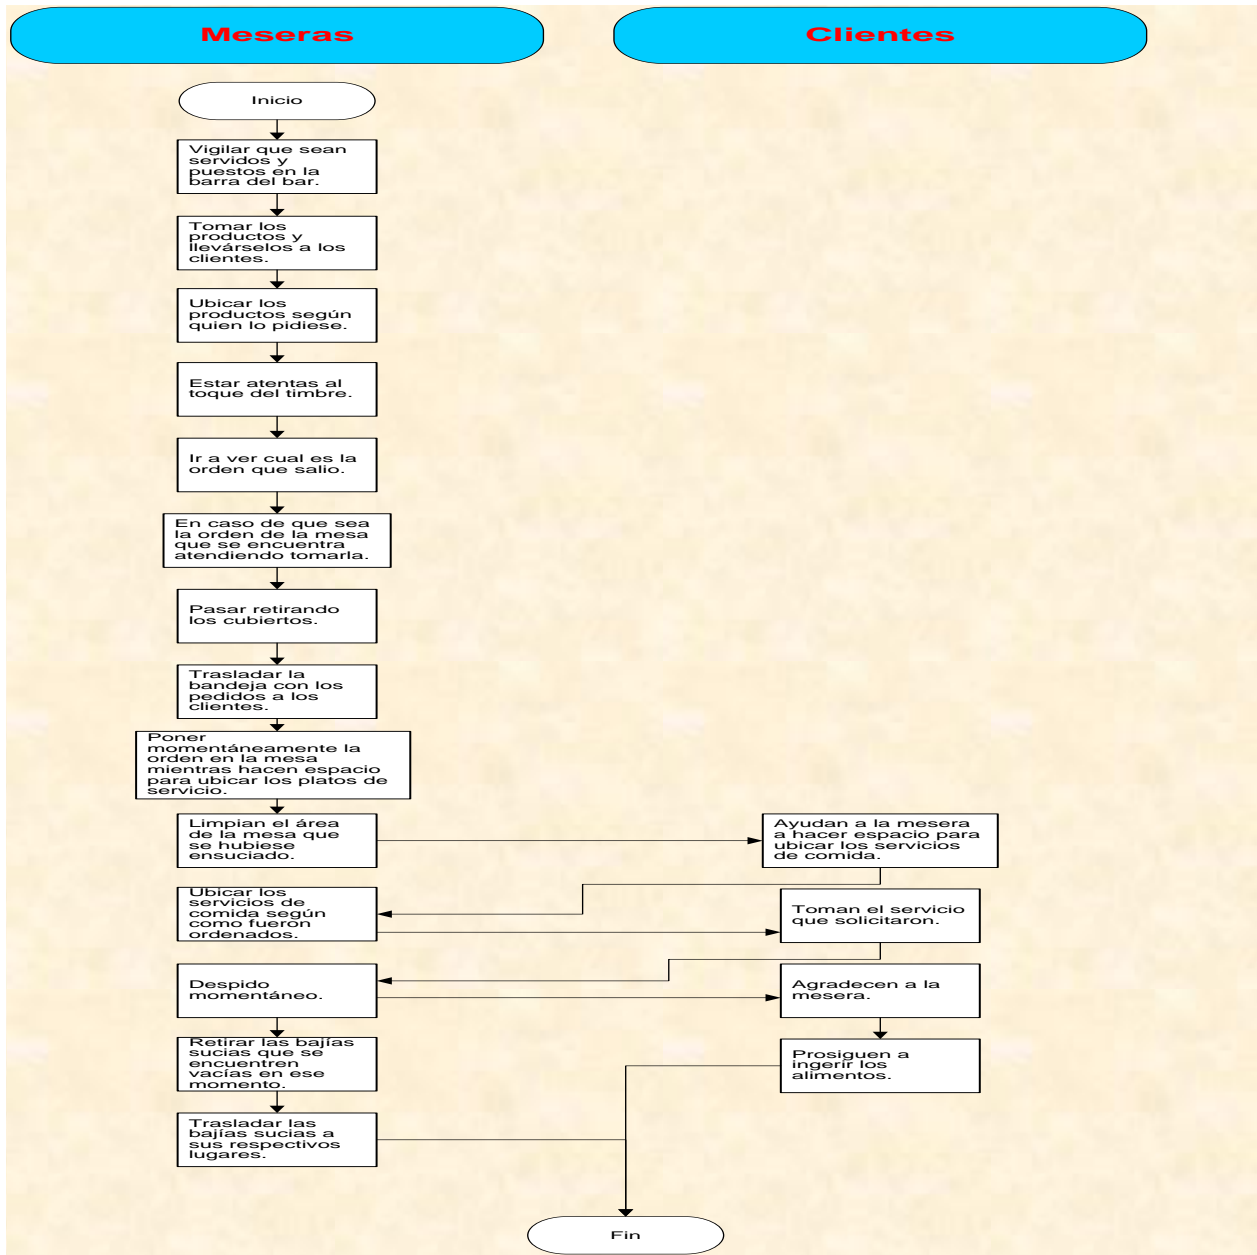 Meseras
Clientes
Inicio
Vigilar que sean
servidos y
puestos en la
barra del bar.
Tomar los
productos y
llevárselos a los
clientes.
Ubicar los
productos según
quien lo pidiese.
Estar atentas al
toque del timbre.
Ir a ver cual es la
orden que salio.
En caso de que sea
la orden de la mesa
que se encuentra
atendiendo tomarla.
Pasar retirando
los cubiertos.
Trasladar la
bandeja con los
pedidos a los
clientes.
Poner
momentáneamente la
orden en la mesa
mientras hacen espacio
para ubicar los platos de
servicio.
Limpian el área
de la mesa que
se hubiese
ensuciado.
Ayudan a la mesera
a hacer espacio para
ubicar los servicios
de comida.
Ubicar los
servicios de
comida según
como fueron
ordenados.
Toman el servicio
que solicitaron.
Despido
momentáneo.
Agradecen a la
mesera.
Retirar las bajías
sucias que se
encuentren
vacías en ese
momento.
Prosiguen a
ingerir los
alimentos.
Trasladar las
bajías sucias a
sus respectivos
lugares.
Fin